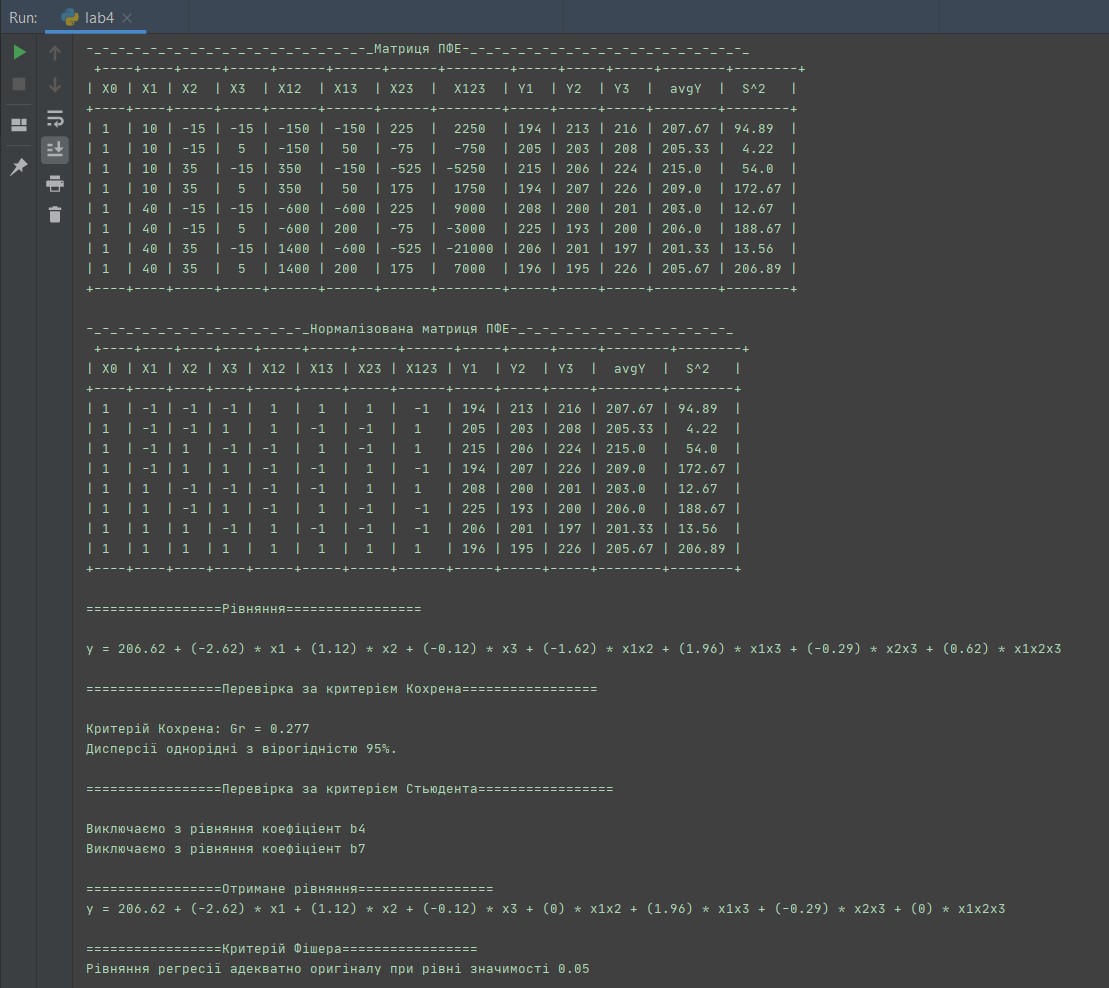 Run: lab4
-_-_-_-_-_-_-_-_-_-_-_-_-_-_-_-_-_-_Матриця ПФЕ-_-_-_-_-_-_-_-_-_-_-_-_-_-_-_-_-_-_
+----+----+-----+-----+------+------+------+--------+-----+-----+-----+--------+--------+
| X0 | X1 | X2 | X3 | X12 | X13 | X23 | X123 | Y1 | Y2 | Y3 | avgY | S^2 |
+----+----+-----+-----+------+------+------+--------+-----+-----+-----+--------+--------+
| 1 | 10 | -15 | -15 | -150 | -150 | 225 | 2250 | 194 | 213 | 216 | 207.67 | 94.89 |
| 1 | 10 | -15 | 5 | -150 | 50 | -75 | -750 | 205 | 203 | 208 | 205.33 | 4.22 |
| 1 | 10 | 35 | -15 | 350 | -150 | -525 | -5250 | 215 | 206 | 224 | 215.0 | 54.0 |
| 1 | 10 | 35 | 5 | 350 | 50 | 175 | 1750 | 194 | 207 | 226 | 209.0 | 172.67 |
| 1 | 40 | -15 | -15 | -600 | -600 | 225 | 9000 | 208 | 200 | 201 | 203.0 | 12.67 |
| 1 | 40 | -15 | 5 | -600 | 200 | -75 | -3000 | 225 | 193 | 200 | 206.0 | 188.67 |
| 1 | 40 | 35 | -15 | 1400 | -600 | -525 | -21000 | 206 | 201 | 197 | 201.33 | 13.56 |
| 1 | 40 | 35 | 5 | 1400 | 200 | 175 | 7000 | 196 | 195 | 226 | 205.67 | 206.89 |
+----+----+-----+-----+------+------+------+--------+-----+-----+-----+--------+--------+
-_-_-_-_-_-_-_-_-_-_-_-_-_-_Нормалізована матриця ПФЕ-_-_-_-_-_-_-_-_-_-_-_-_-_-_
+----+----+----+----+-----+-----+-----+------+-----+-----+-----+--------+--------+
| X0 | X1 | X2 | X3 | X12 | X13 | X23 | X123 | Y1 | Y2 | Y3 | avgY | S^2 |
+----+----+----+----+-----+-----+-----+------+-----+-----+-----+--------+--------+
| 1 | -1 | -1 | -1 | 1 | 1 | 1 | -1 | 194 | 213 | 216 | 207.67 | 94.89 |
| 1 | -1 | -1 | 1 | 1 | -1 | -1 | 1 | 205 | 203 | 208 | 205.33 | 4.22 |
| 1 | -1 | 1 | -1 | -1 | 1 | -1 | 1 | 215 | 206 | 224 | 215.0 | 54.0 |
| 1 | -1 | 1 | 1 | -1 | -1 | 1 | -1 | 194 | 207 | 226 | 209.0 | 172.67 |
| 1 | 1 | -1 | -1 | -1 | -1 | 1 | 1 | 208 | 200 | 201 | 203.0 | 12.67 |
| 1 | 1 | -1 | 1 | -1 | 1 | -1 | -1 | 225 | 193 | 200 | 206.0 | 188.67 |
| 1 | 1 | 1 | -1 | 1 | -1 | -1 | -1 | 206 | 201 | 197 | 201.33 | 13.56 |
| 1 | 1 | 1 | 1 | 1 | 1 | 1 | 1 | 196 | 195 | 226 | 205.67 | 206.89 |
+----+----+----+----+-----+-----+-----+------+-----+-----+-----+--------+--------+
=================Рівняння=================
y = 206.62 + (-2.62) * x1 + (1.12) * x2 + (-0.12) * x3 + (-1.62) * x1x2 + (1.96) * x1x3 + (-0.29) * x2x3 + (0.62) * x1x2x3
=================Перевірка за критерієм Кохрена=================
Критерій Кохрена: Gr = 0.277
Дисперсії однорідні з вірогідністю 95%.
=================Перевірка за критерієм Стьюдента=================
Виключаємо з рівняння коефіціент b4
Виключаємо з рівняння коефіціент b7
=================Отримане рівняння=================
y = 206.62 + (-2.62) * x1 + (1.12) * x2 + (-0.12) * x3 + (0) * x1x2 + (1.96) * x1x3 + (-0.29) * x2x3 + (0) * x1x2x3
=================Критерій Фішера=================
Рівняння регресії адекватно оригіналу при рівні значимості 0.05